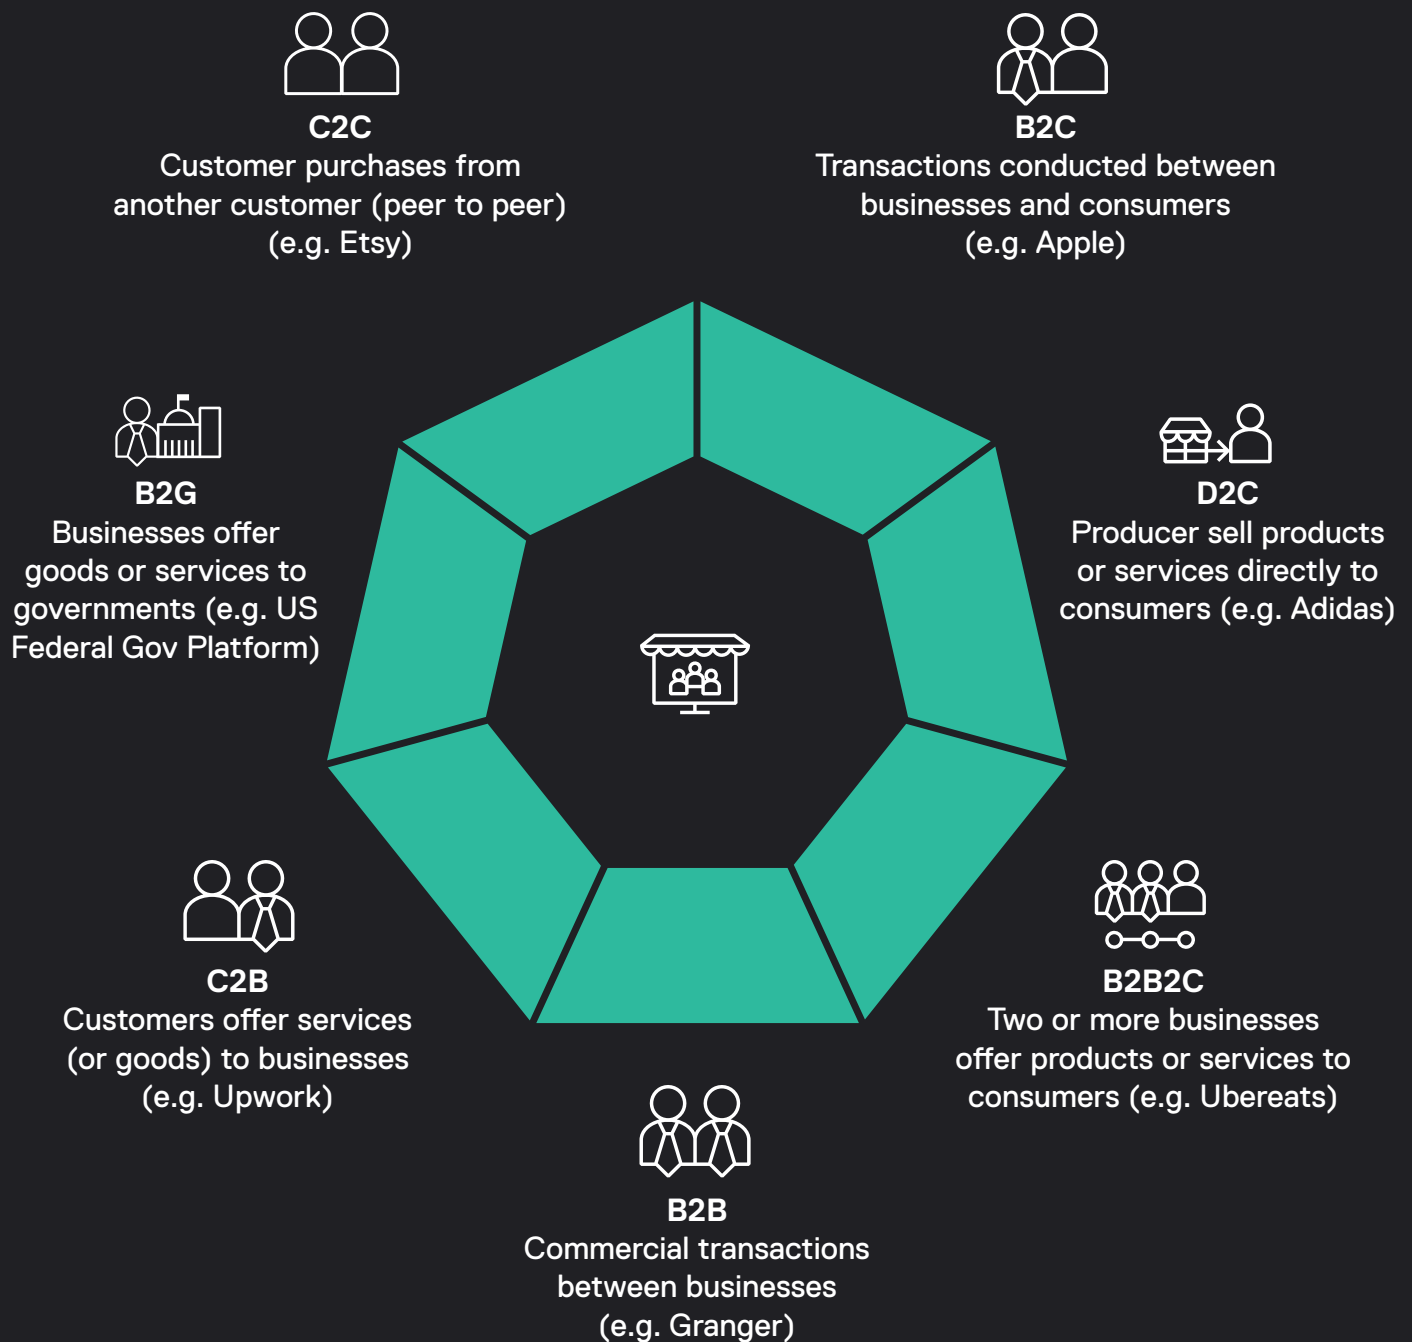 C2C
Customer purchases from
another customer (peer to peer)
(e.g. Etsy)
B2C
Transactions conducted between
businesses and consumers
(e.g. Apple)
B2G
Businesses offer
goods or services to
governments (e.g. US
Federal Gov Platform)
D2C
Producer sell products
or services directly to
consumers (e.g. Adidas)
C2B
Customers offer services
(or goods) to businesses
(e.g. Upwork)
B2B2C
Two or more businesses
offer products or services to
consumers (e.g. Ubereats)
B2B
Commercial transactions
between businesses
(e.g. Granger)